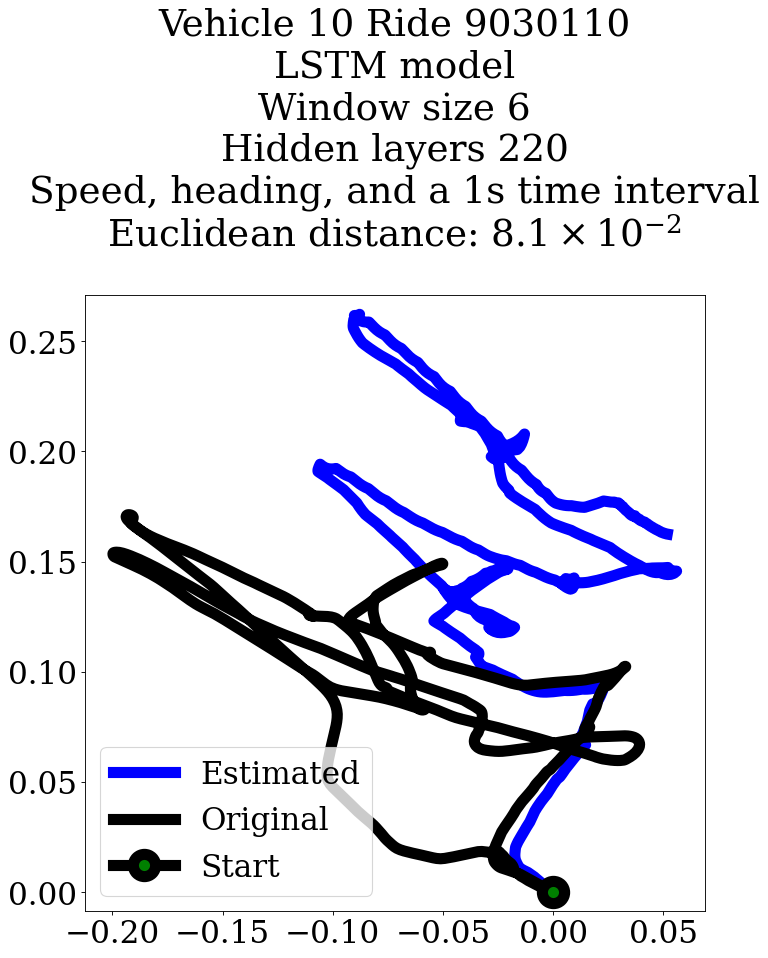 Vehicle 10 Ride 9030110
LSTM model
Window size 6
Hidden layers 220
Speed, heading, and a 1s time interval
Euclidean distance: 8.1 × 10⁻²
0.25
0.20
0.15
0.10
0.05
0.00
Estimated
Original
Start
−0.20 −0.15 −0.10 −0.05 0.00 0.05